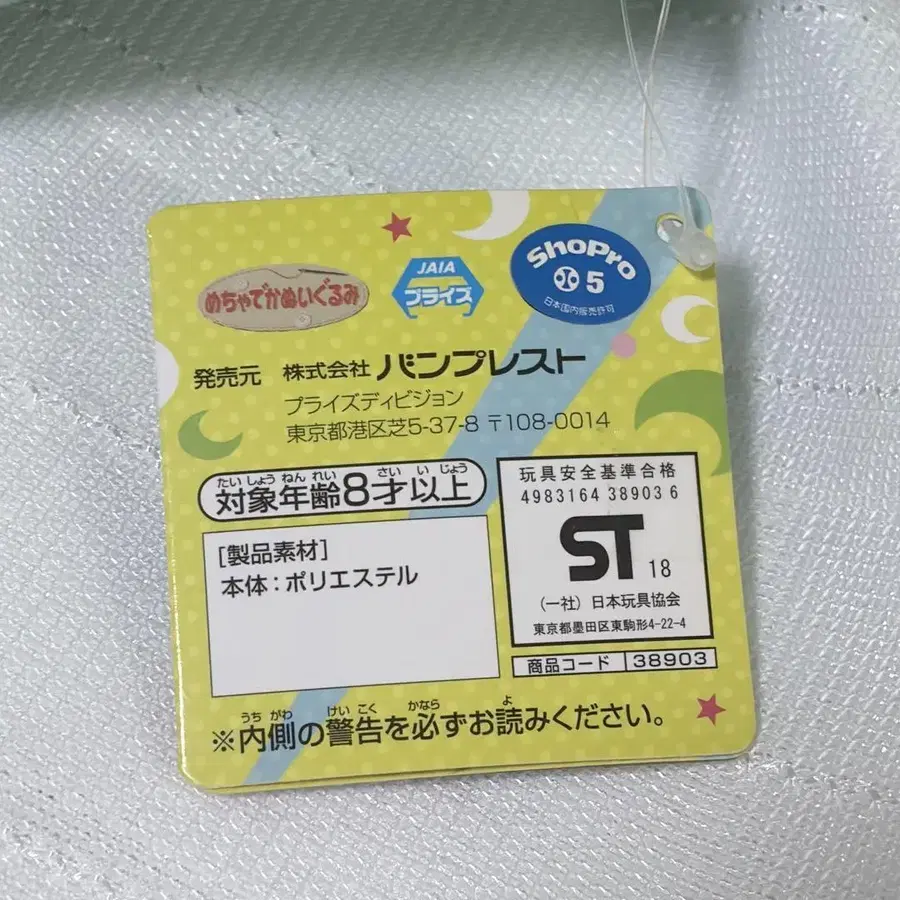 めちゃでかぬいぐるみ
JAIA
プライズ
ShoPro
小 5
日本国内販売許可
発売元 株式会社 バンプレスト
プライズディビジョン
東京都港区芝5-37-8 〒108-0014
たいしょうねんれい さいいじょう
対象年齢8才以上
[製品素材]
本体：ポリエステル
玩具安全基準合格
4983164 38903 6
ST 18
(一社) 日本玩具協会
東京都墨田区東駒形4-22-4
商品コード 38903
うちがわ けいこく かなら よ
※内側の警告を必ずお読みください。